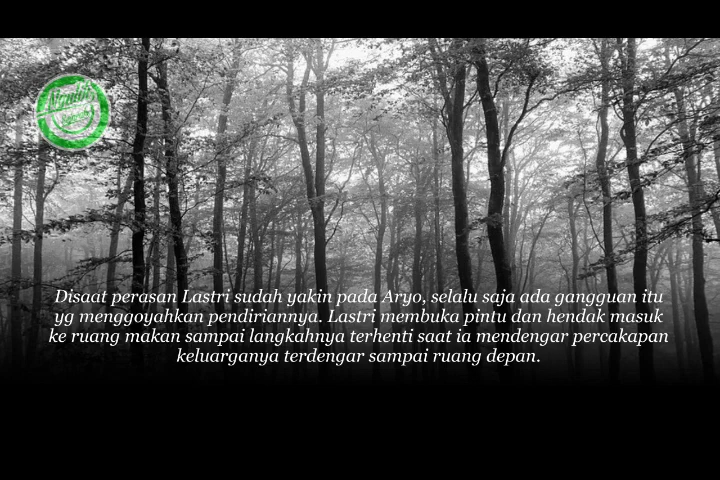 Disaat perasan Lastri sudah yakin pada Aryo, selalu saja ada gangguan itu
yg menggoyahkan pendiriannya. Lastri membuka pintu dan hendak masuk
ke ruang makan sampai langkahnya terhenti saat ia mendengar percakapan
keluarganya terdengar sampai ruang depan.